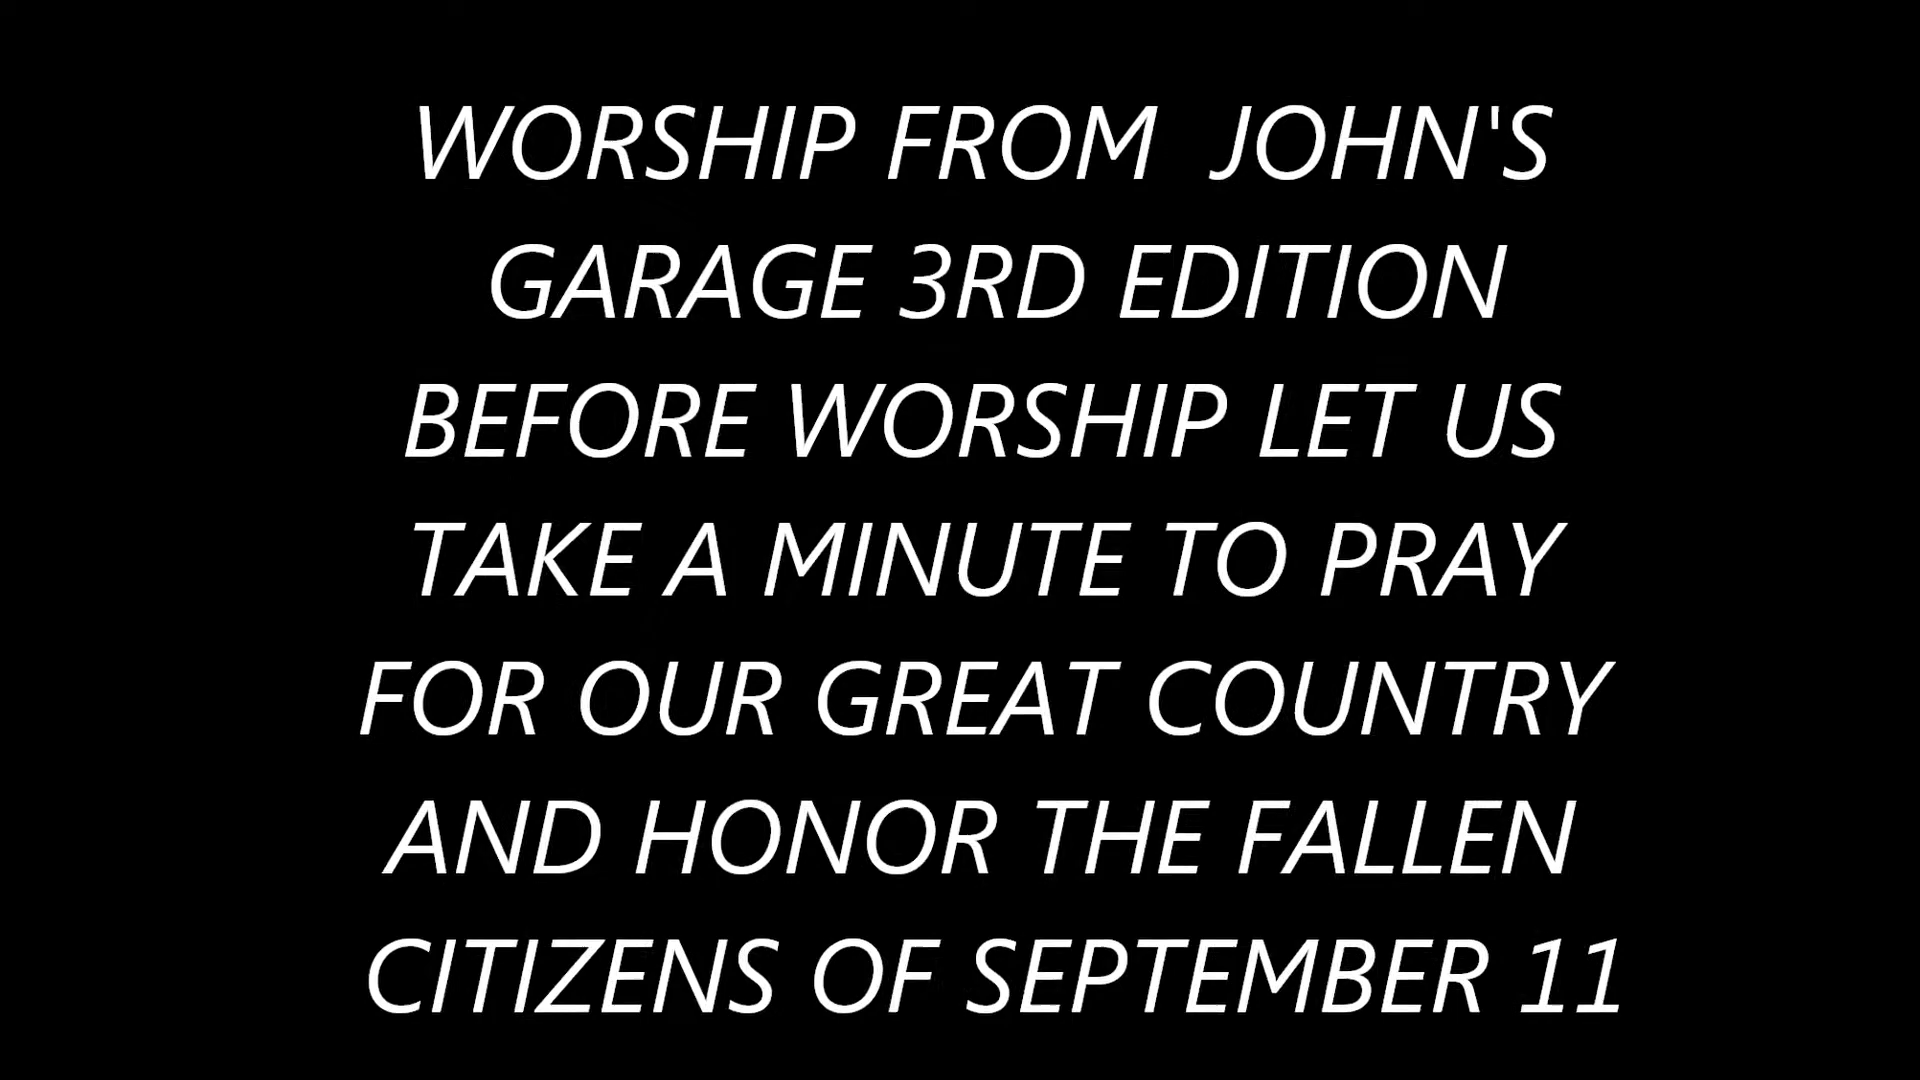 WORSHIP FROM  JOHN'S
GARAGE 3RD EDITION
BEFORE WORSHIP LET US
TAKE A MINUTE TO PRAY
FOR OUR GREAT COUNTRY
AND HONOR THE FALLEN
CITIZENS OF SEPTEMBER 11